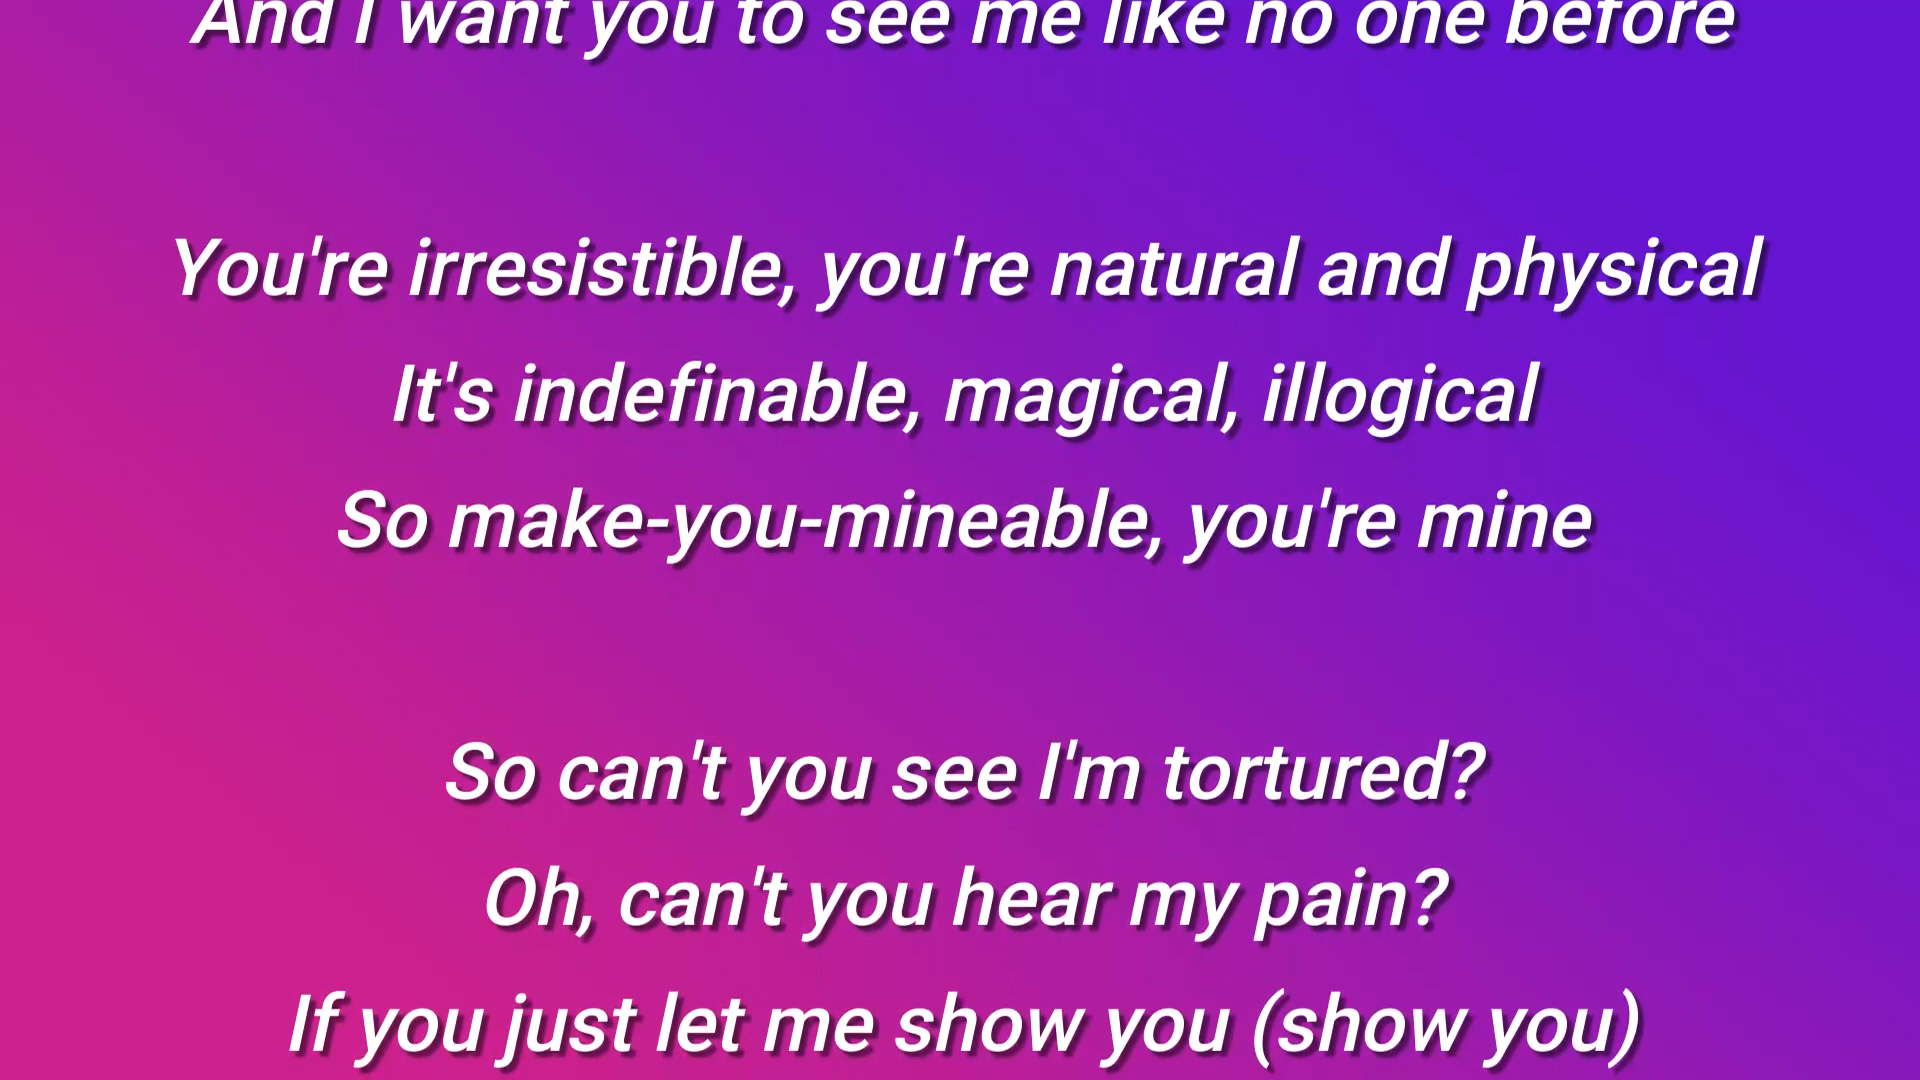 And I want you to see me like no one before
You're irresistible, you're natural and physical
It's indefinable, magical, illogical
So make-you-mineable, you're mine
So can't you see I'm tortured?
Oh, can't you hear my pain?
If you just let me show you (show you)